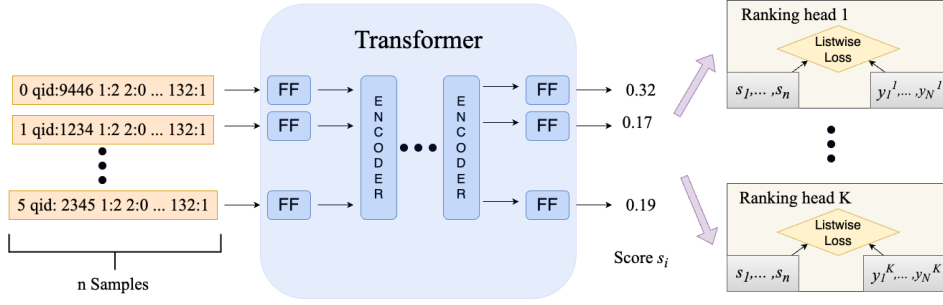 Transformer
0 qid:9446 1:2 2:0 ... 132:1
FF
FF
0.32
1 qid:1234 1:2 2:0 ... 132:1
FF
FF
0.17
5 qid: 2345 1:2 2:0 ... 132:1
FF
FF
0.19
ENCODER
ENCODER
n Samples
Score s_i
Ranking head 1
Listwise
Loss
s_1,... ,s_n
y_1^1,... ,y_N^1
Ranking head K
Listwise
Loss
s_1,... ,s_n
y_1^K,... ,y_N^K